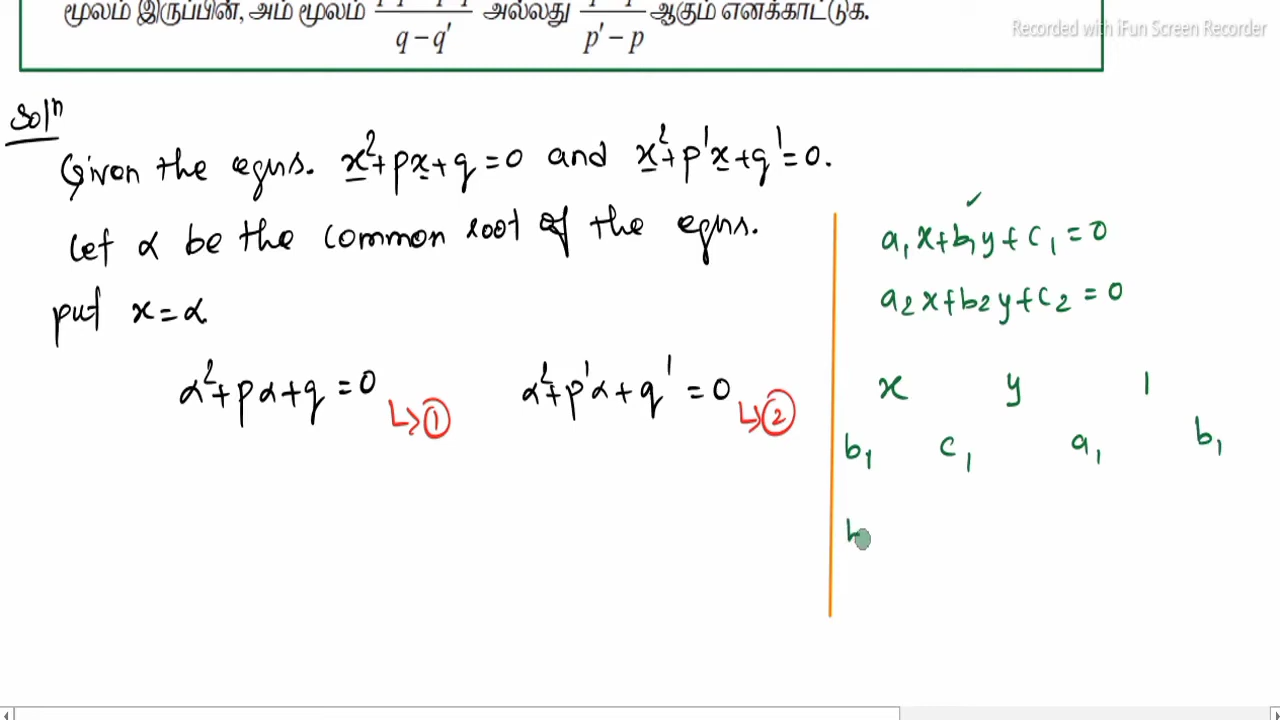 மூலம் இருப்பின், அம் மூலம் அல்லது ஆகும் எனக்காட்டுக.
q − q' p' − p
Recorded with iFun Screen Recorder
Soln
Given the eqns. x²+px+q=0 and x²+p'x+q'=0.
Let α be the common root of the eqns.
put x=α
α²+pα+q=0 ↳①
α²+p'α+q'=0 ↳②
a₁x+b₁y+c₁=0
a₂x+b₂y+c₂=0
x y 1
b₁ c₁ a₁ b₁